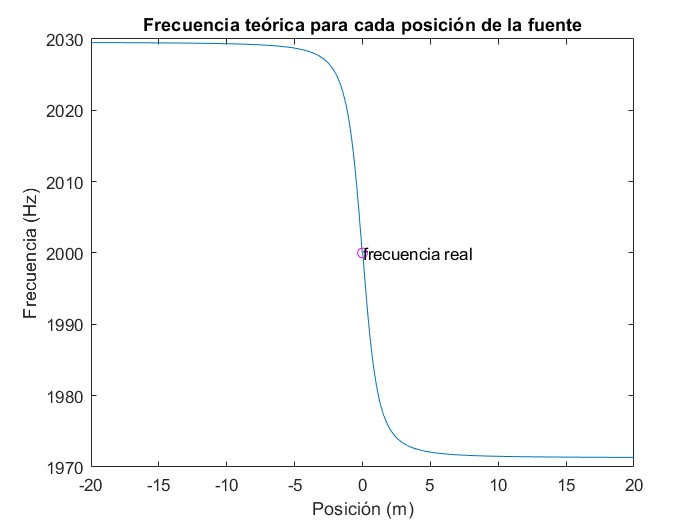 Frecuencia teórica para cada posición de la fuente
Frecuencia (Hz)
2030
2020
2010
2000
1990
1980
1970
frecuencia real
-20 -15 -10 -5 0 5 10 15 20
Posición (m)